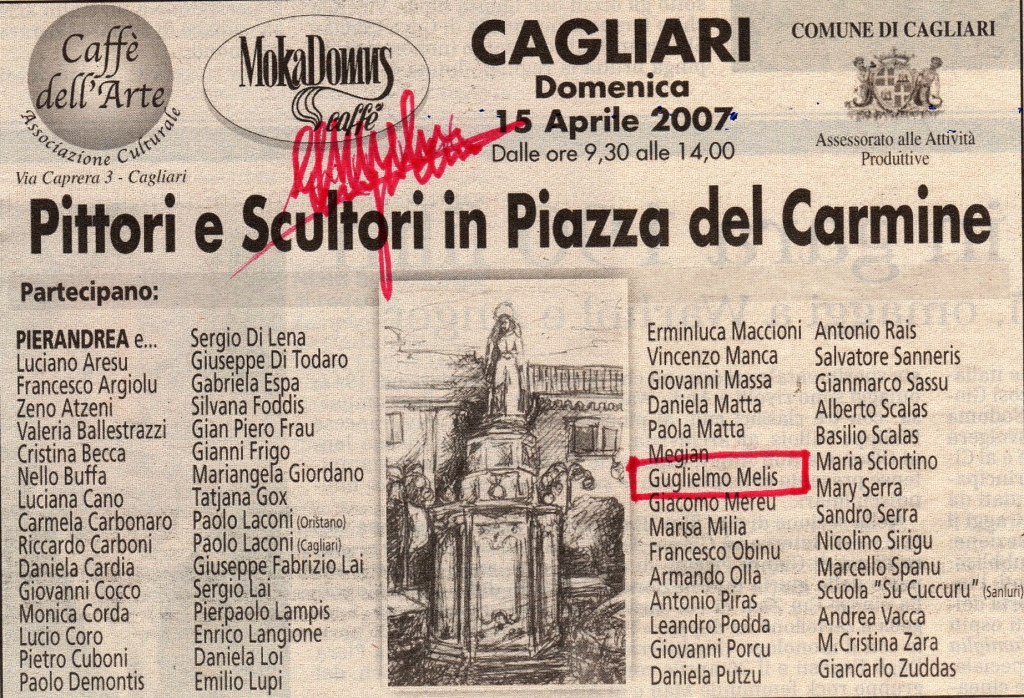 Caffè
dell'Arte
Associazione Culturale
Via Caprera 3 - Cagliari
MokaDomus
caffè
CAGLIARI
Domenica
15 Aprile 2007
Dalle ore 9,30 alle 14,00
COMUNE DI CAGLIARI
Assessorato alle Attività
Produttive
Pittori e Scultori in Piazza del Carmine
Partecipano:
PIERANDREA e...
Luciano Aresu
Francesco Argiolu
Zeno Atzeni
Valeria Ballestrazzi
Cristina Becca
Nello Buffa
Luciana Cano
Carmela Carbonaro
Riccardo Carboni
Daniela Cardia
Giovanni Cocco
Monica Corda
Lucio Coro
Pietro Cuboni
Paolo Demontis
Sergio Di Lena
Giuseppe Di Todaro
Gabriela Espa
Silvana Foddis
Gian Piero Frau
Gianni Frigo
Mariangela Giordano
Tatjana Gox
Paolo Laconi (Oristano)
Paolo Laconi (Cagliari)
Giuseppe Fabrizio Lai
Sergio Lai
Pierpaolo Lampis
Enrico Langione
Daniela Loi
Emilio Lupi
Erminluca Maccioni
Vincenzo Manca
Giovanni Massa
Daniela Matta
Paola Matta
Megian
Guglielmo Melis
Giacomo Mereu
Marisa Milia
Francesco Obinu
Armando Olla
Antonio Piras
Leandro Podda
Giovanni Porcu
Daniela Putzu
Antonio Rais
Salvatore Sanneris
Gianmarco Sassu
Alberto Scalas
Basilio Scalas
Maria Sciortino
Mary Serra
Sandro Serra
Nicolino Sirigu
Marcello Spanu
Scuola "Su Cuccuru" (Sanluri)
Andrea Vacca
M.Cristina Zara
Giancarlo Zuddas